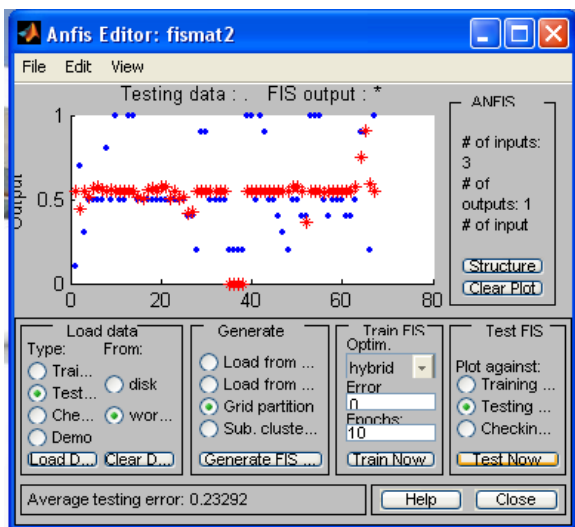 Anfis Editor: fismat2
File Edit View
Testing data : . FIS output : *
1
0.5
0
Output
0 20 40 60 80
ANFIS
# of inputs:
3
# of
outputs: 1
# of input
Structure
Clear Plot
Load data
Type: From:
Trai...
Test...
Che...
Demo
disk
wor...
Load D... Clear D...
Generate
Load from ...
Load from ...
Grid partition
Sub. cluste...
Generate FIS ...
Train FIS
Optim.
hybrid
Error
0
Epochs:
10
Train Now
Test FIS
Plot against:
Training ...
Testing ...
Checkin...
Test Now
Average testing error: 0.23292
Help Close